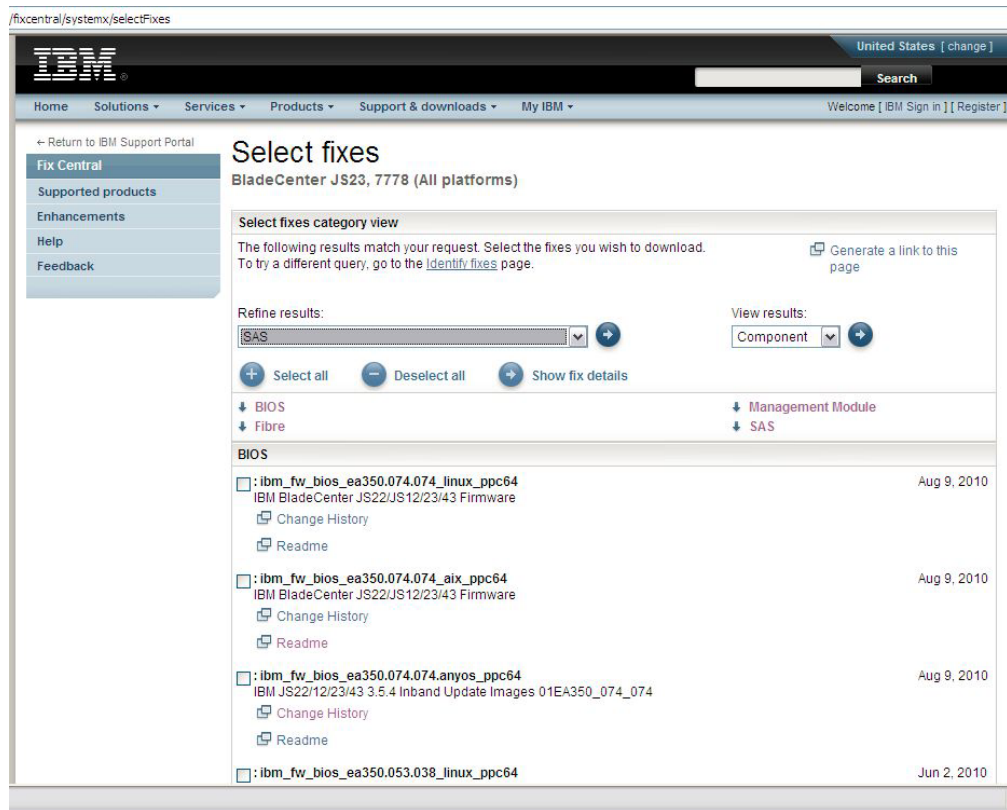 /fixcentral/systemx/selectFixes
United States [ change ]
IBM®
Search
Home Solutions Services Products Support & downloads My IBM Welcome [ IBM Sign in ] [ Register ]
← Return to IBM Support Portal
Fix Central
Supported products
Enhancements
Help
Feedback
Select fixes
BladeCenter JS23, 7778 (All platforms)
Select fixes category view
The following results match your request. Select the fixes you wish to download.
To try a different query, go to the Identify fixes page.
Generate a link to this
page
Refine results:
SAS
View results:
Component
Select all Deselect all Show fix details
BIOS
Fibre
Management Module
SAS
BIOS
: ibm_fw_bios_ea350.074.074_linux_ppc64 Aug 9, 2010
IBM BladeCenter JS22/JS12/23/43 Firmware
Change History
Readme
: ibm_fw_bios_ea350.074.074_aix_ppc64 Aug 9, 2010
IBM BladeCenter JS22/JS12/23/43 Firmware
Change History
Readme
: ibm_fw_bios_ea350.074.074.anyos_ppc64 Aug 9, 2010
IBM JS22/12/23/43 3.5.4 Inband Update Images 01EA350_074_074
Change History
Readme
: ibm_fw_bios_ea350.053.038_linux_ppc64 Jun 2, 2010